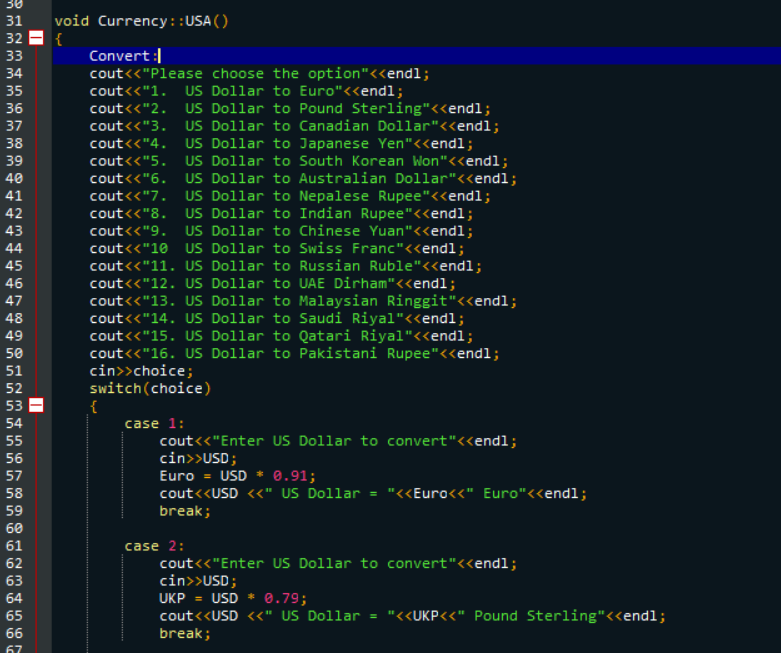 30
31 void Currency::USA()
32 {
33 Convert:
34 cout<<"Please choose the option"<<endl;
35 cout<<"1.  US Dollar to Euro"<<endl;
36 cout<<"2.  US Dollar to Pound Sterling"<<endl;
37 cout<<"3.  US Dollar to Canadian Dollar"<<endl;
38 cout<<"4.  US Dollar to Japanese Yen"<<endl;
39 cout<<"5.  US Dollar to South Korean Won"<<endl;
40 cout<<"6.  US Dollar to Australian Dollar"<<endl;
41 cout<<"7.  US Dollar to Nepalese Rupee"<<endl;
42 cout<<"8.  US Dollar to Indian Rupee"<<endl;
43 cout<<"9.  US Dollar to Chinese Yuan"<<endl;
44 cout<<"10  US Dollar to Swiss Franc"<<endl;
45 cout<<"11. US Dollar to Russian Ruble"<<endl;
46 cout<<"12. US Dollar to UAE Dirham"<<endl;
47 cout<<"13. US Dollar to Malaysian Ringgit"<<endl;
48 cout<<"14. US Dollar to Saudi Riyal"<<endl;
49 cout<<"15. US Dollar to Qatari Riyal"<<endl;
50 cout<<"16. US Dollar to Pakistani Rupee"<<endl;
51 cin>>choice;
52 switch(choice)
53 {
54 case 1:
55 cout<<"Enter US Dollar to convert"<<endl;
56 cin>>USD;
57 Euro = USD * 0.91;
58 cout<<USD <<" US Dollar = "<<Euro<<" Euro"<<endl;
59 break;
60
61 case 2:
62 cout<<"Enter US Dollar to convert"<<endl;
63 cin>>USD;
64 UKP = USD * 0.79;
65 cout<<USD <<" US Dollar = "<<UKP<<" Pound Sterling"<<endl;
66 break;
67